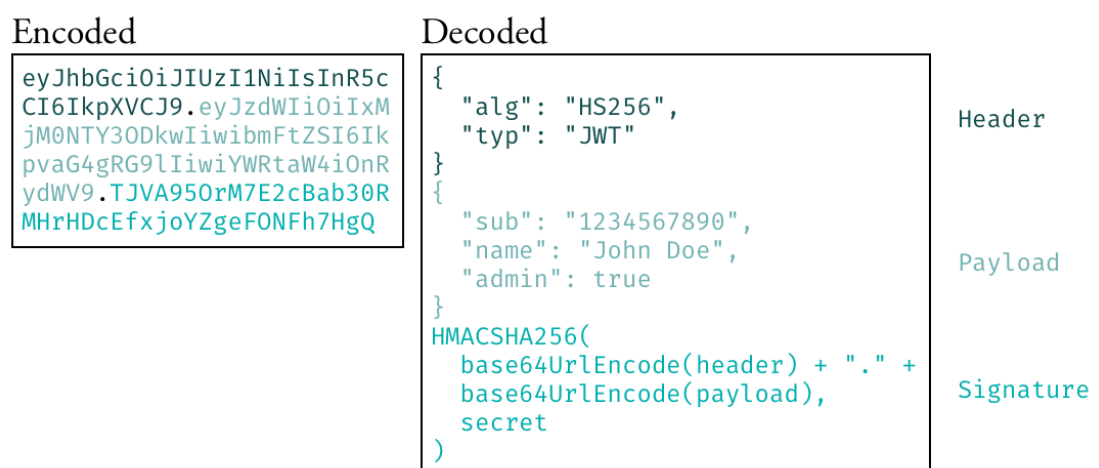 Encoded
eyJhbGciOiJIUzI1NiIsInR5c
CI6IkpXVCJ9.eyJzdWIiOiIxM
jM0NTY3ODkwIiwibmFtZSI6Ik
pvaG4gRG9lIiwiYWRtaW4iOnR
ydWV9.TJVA95OrM7E2cBab30R
MHrHDcEfxjoYZgeFONFh7HgQ
Decoded
{
  "alg": "HS256",
  "typ": "JWT"
}
{
  "sub": "1234567890",
  "name": "John Doe",
  "admin": true
}
HMACSHA256(
  base64UrlEncode(header) + "." +
  base64UrlEncode(payload),
  secret
)
Header
Payload
Signature